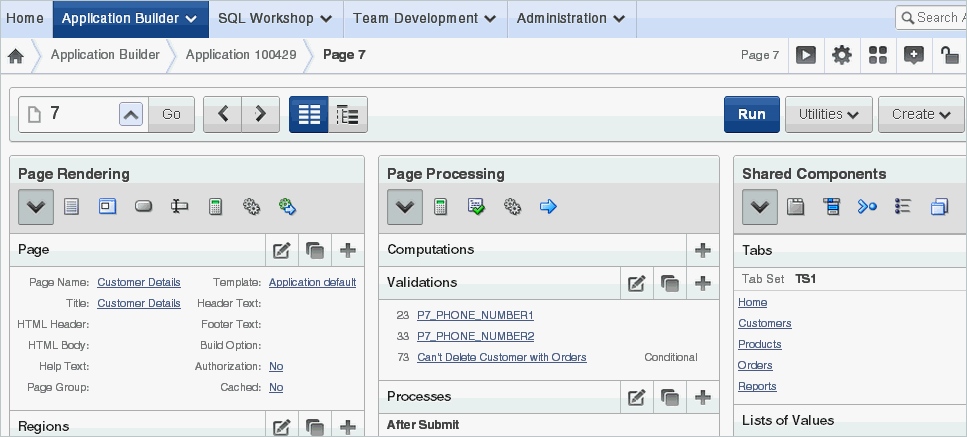 Home Application Builder SQL Workshop Team Development Administration Search A
Application Builder Application 100429 Page 7 Page 7
7 Go Run Utilities Create
Page Rendering
Page
Page Name: Customer Details Template: Application default
Title: Customer Details Header Text:
HTML Header: Footer Text:
HTML Body: Build Option:
Help Text: Authorization: No
Page Group: Cached: No
Regions
Page Processing
Computations
Validations
23 P7_PHONE_NUMBER1
33 P7_PHONE_NUMBER2
73 Can't Delete Customer with Orders Conditional
Processes
After Submit
Shared Components
Tabs
Tab Set TS1
Home
Customers
Products
Orders
Reports
Lists of Values